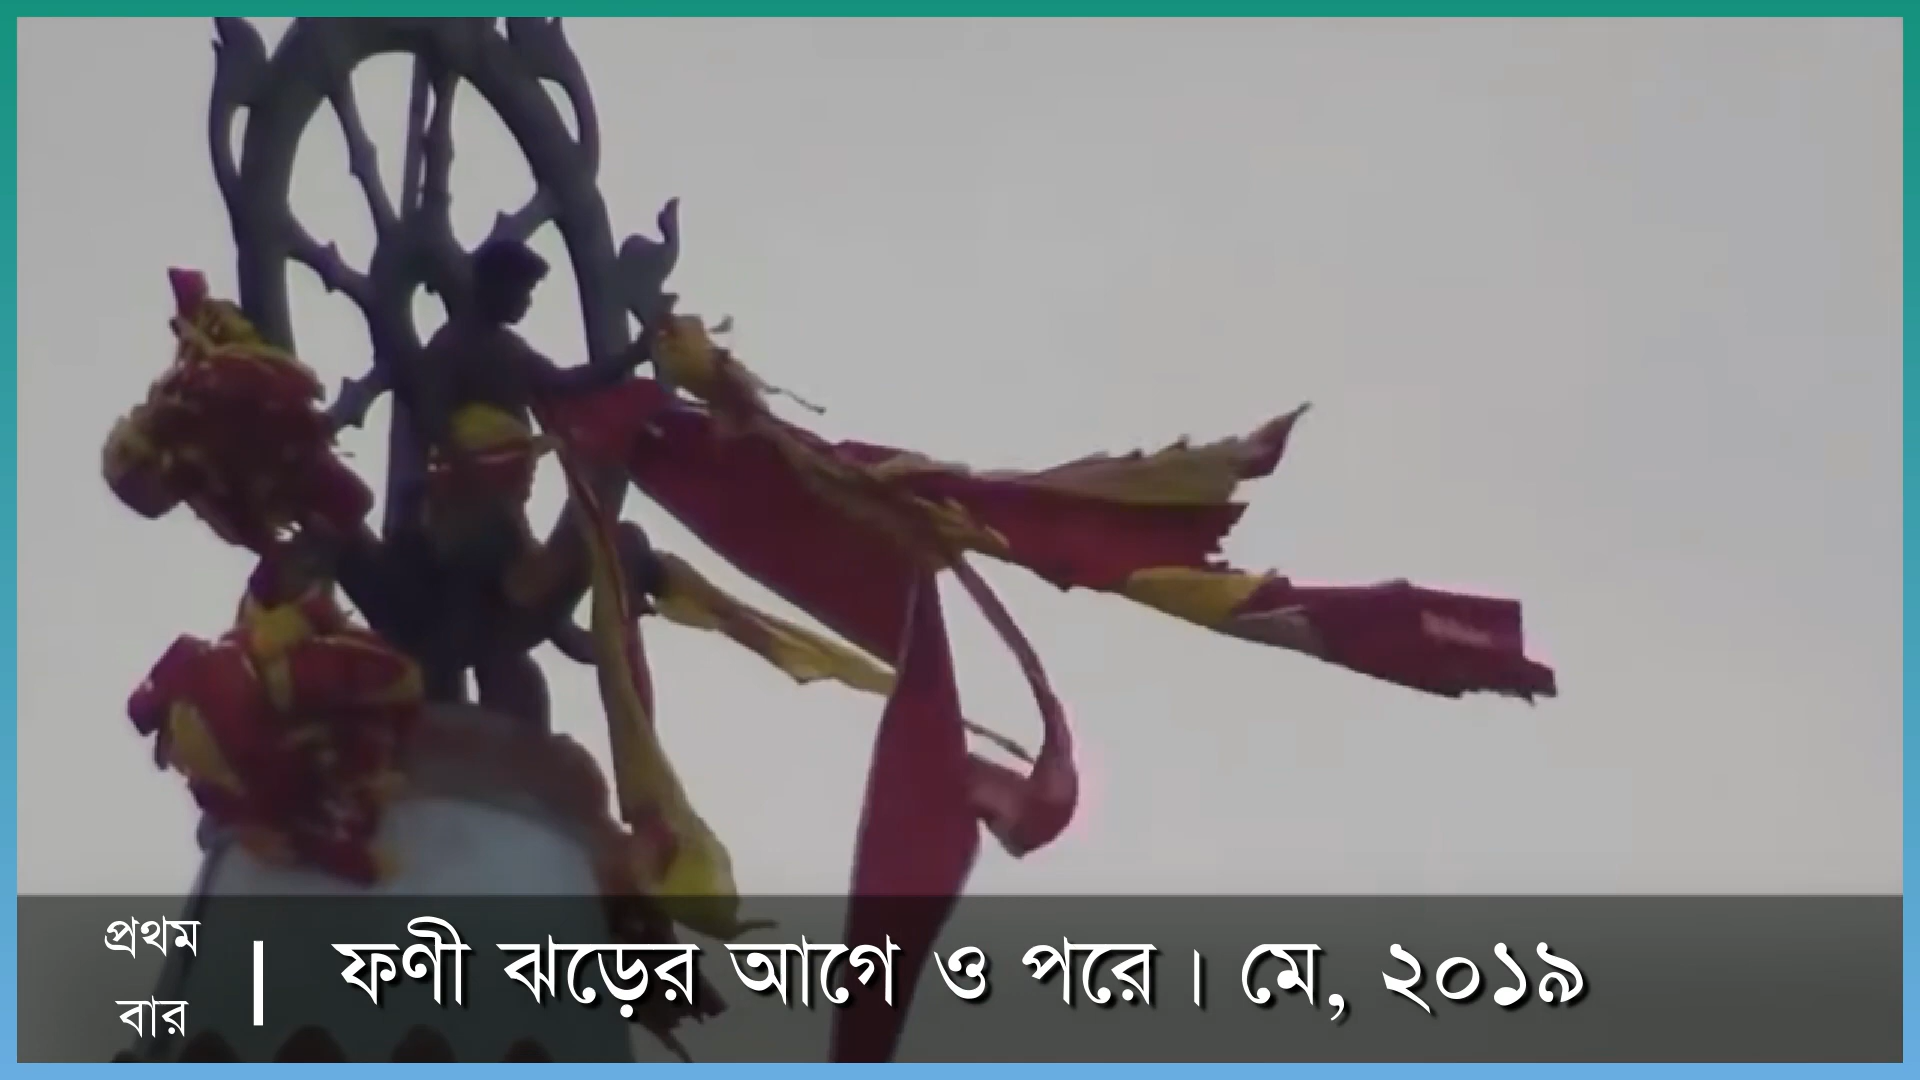 প্রথম
বার
ফণী ঝড়ের আগে ও পরে। মে, ২০১৯